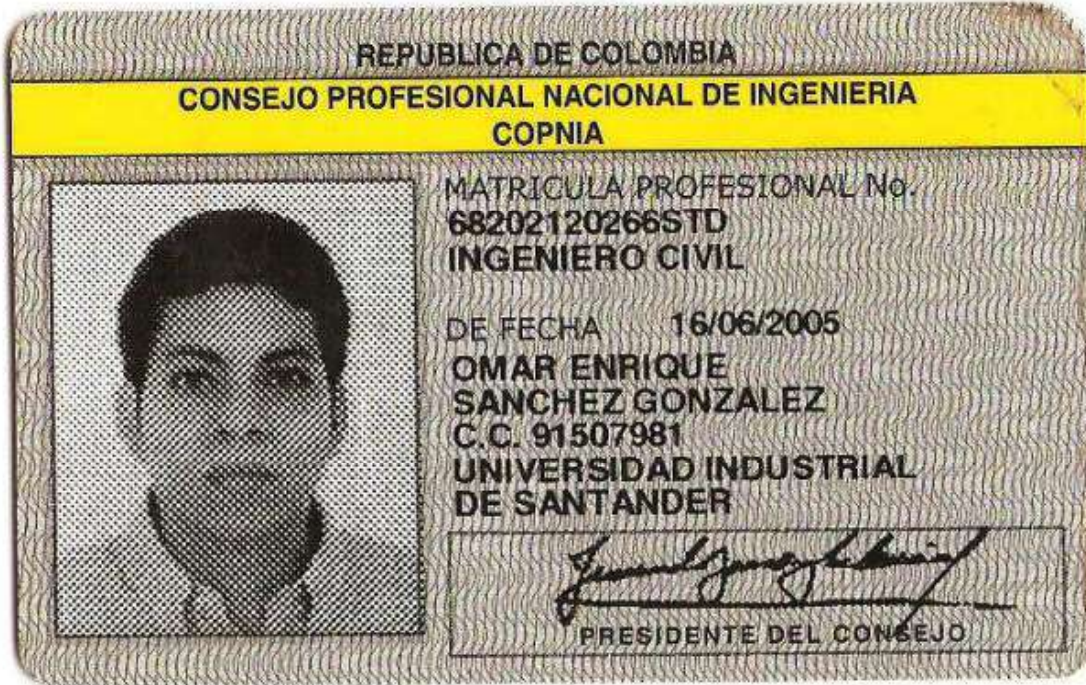 REPUBLICA DE COLOMBIA
CONSEJO PROFESIONAL NACIONAL DE INGENIERIA
COPNIA
MATRICULA PROFESIONAL No.
68202120266STD
INGENIERO CIVIL
DE FECHA 16/06/2005
OMAR ENRIQUE
SANCHEZ GONZALEZ
C.C. 91507981
UNIVERSIDAD INDUSTRIAL
DE SANTANDER
PRESIDENTE DEL CONSEJO